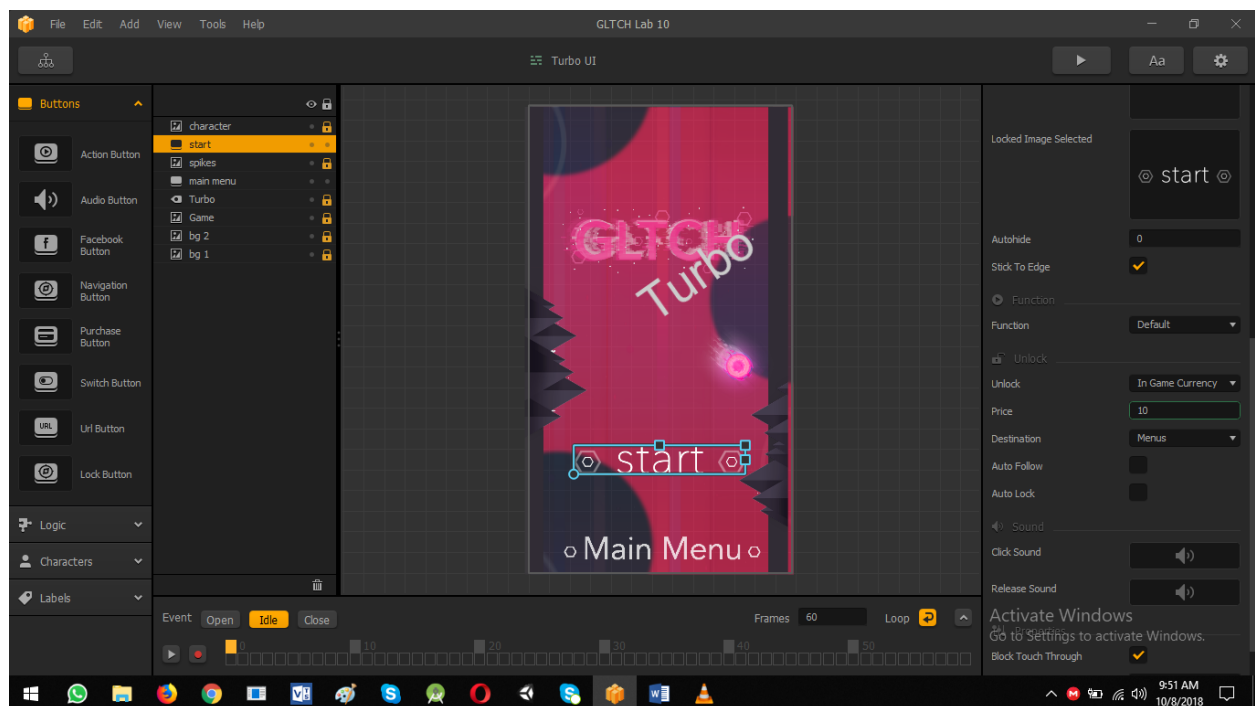 File Edit Add View Tools Help
GLTCH Lab 10
Turbo UI
Aa
Buttons
Action Button
Audio Button
Facebook
Button
Navigation
Button
Purchase
Button
Switch Button
URL
Url Button
Lock Button
Logic
Characters
Labels
character
start
spikes
main menu
Turbo
Game
bg 2
bg 1
GLTCH
Turbo
start
Main Menu
Event Open Idle Close
Frames 60 Loop
0 10 20 30 40 50
Locked Image Selected
start
Autohide 0
Stick To Edge
Function
Function Default
Unlock
Unlock In Game Currency
Price 10
Destination Menus
Auto Follow
Auto Lock
Sound
Click Sound
Release Sound
Activate Windows
Properties
Go to Settings to activate Windows.
Block Touch Through
9:51 AM
10/8/2018